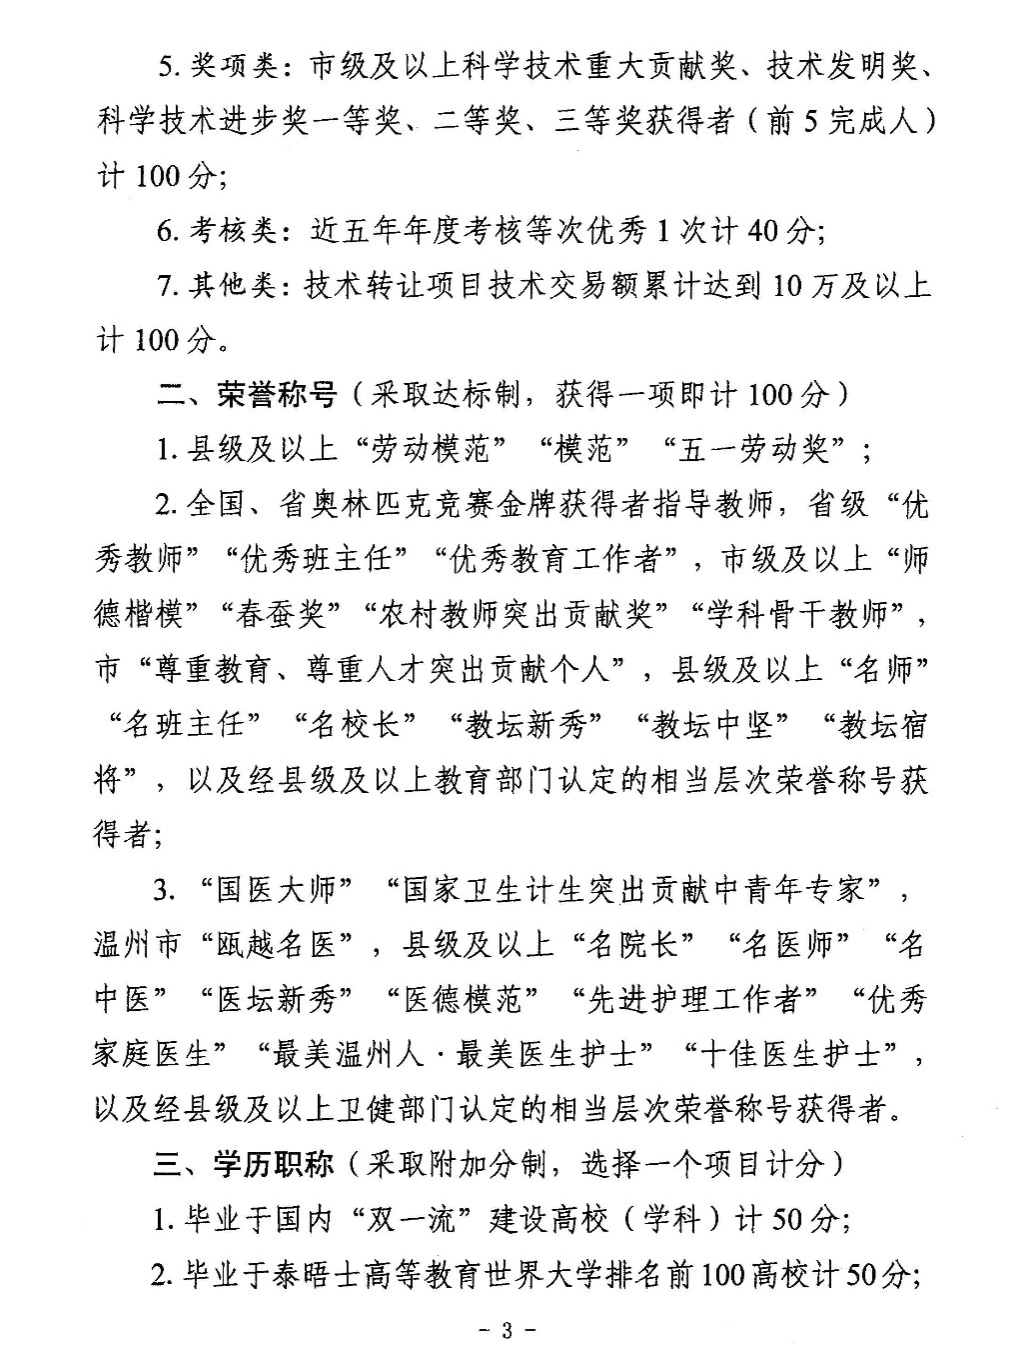 5. 奖项类：市级及以上科学技术重大贡献奖、技术发明奖、
科学技术进步奖一等奖、二等奖、三等奖获得者（前 5 完成人）
计 100 分；
6. 考核类：近五年年度考核等次优秀 1 次计 40 分；
7. 其他类：技术转让项目技术交易额累计达到 10 万及以上
计 100 分。
二、荣誉称号（采取达标制，获得一项即计 100 分）
1. 县级及以上“劳动模范”“模范”“五一劳动奖”；
2. 全国、省奥林匹克竞赛金牌获得者指导教师，省级“优
秀教师”“优秀班主任”“优秀教育工作者”，市级及以上“师
德楷模”“春蚕奖”“农村教师突出贡献奖”“学科骨干教师”，
市“尊重教育、尊重人才突出贡献个人”，县级及以上“名师”
“名班主任”“名校长”“教坛新秀”“教坛中坚”“教坛宿
将”，以及经县级及以上教育部门认定的相当层次荣誉称号获
得者；
3. “国医大师”“国家卫生计生突出贡献中青年专家”，
温州市“瓯越名医”，县级及以上“名院长”“名医师”“名
中医”“医坛新秀”“医德模范”“先进护理工作者”“优秀
家庭医生”“最美温州人·最美医生护士”“十佳医生护士”，
以及经县级及以上卫健部门认定的相当层次荣誉称号获得者。
三、学历职称（采取附加分制，选择一个项目计分）
1. 毕业于国内“双一流”建设高校（学科）计 50 分；
2. 毕业于泰晤士高等教育世界大学排名前 100 高校计 50 分；
- 3 -